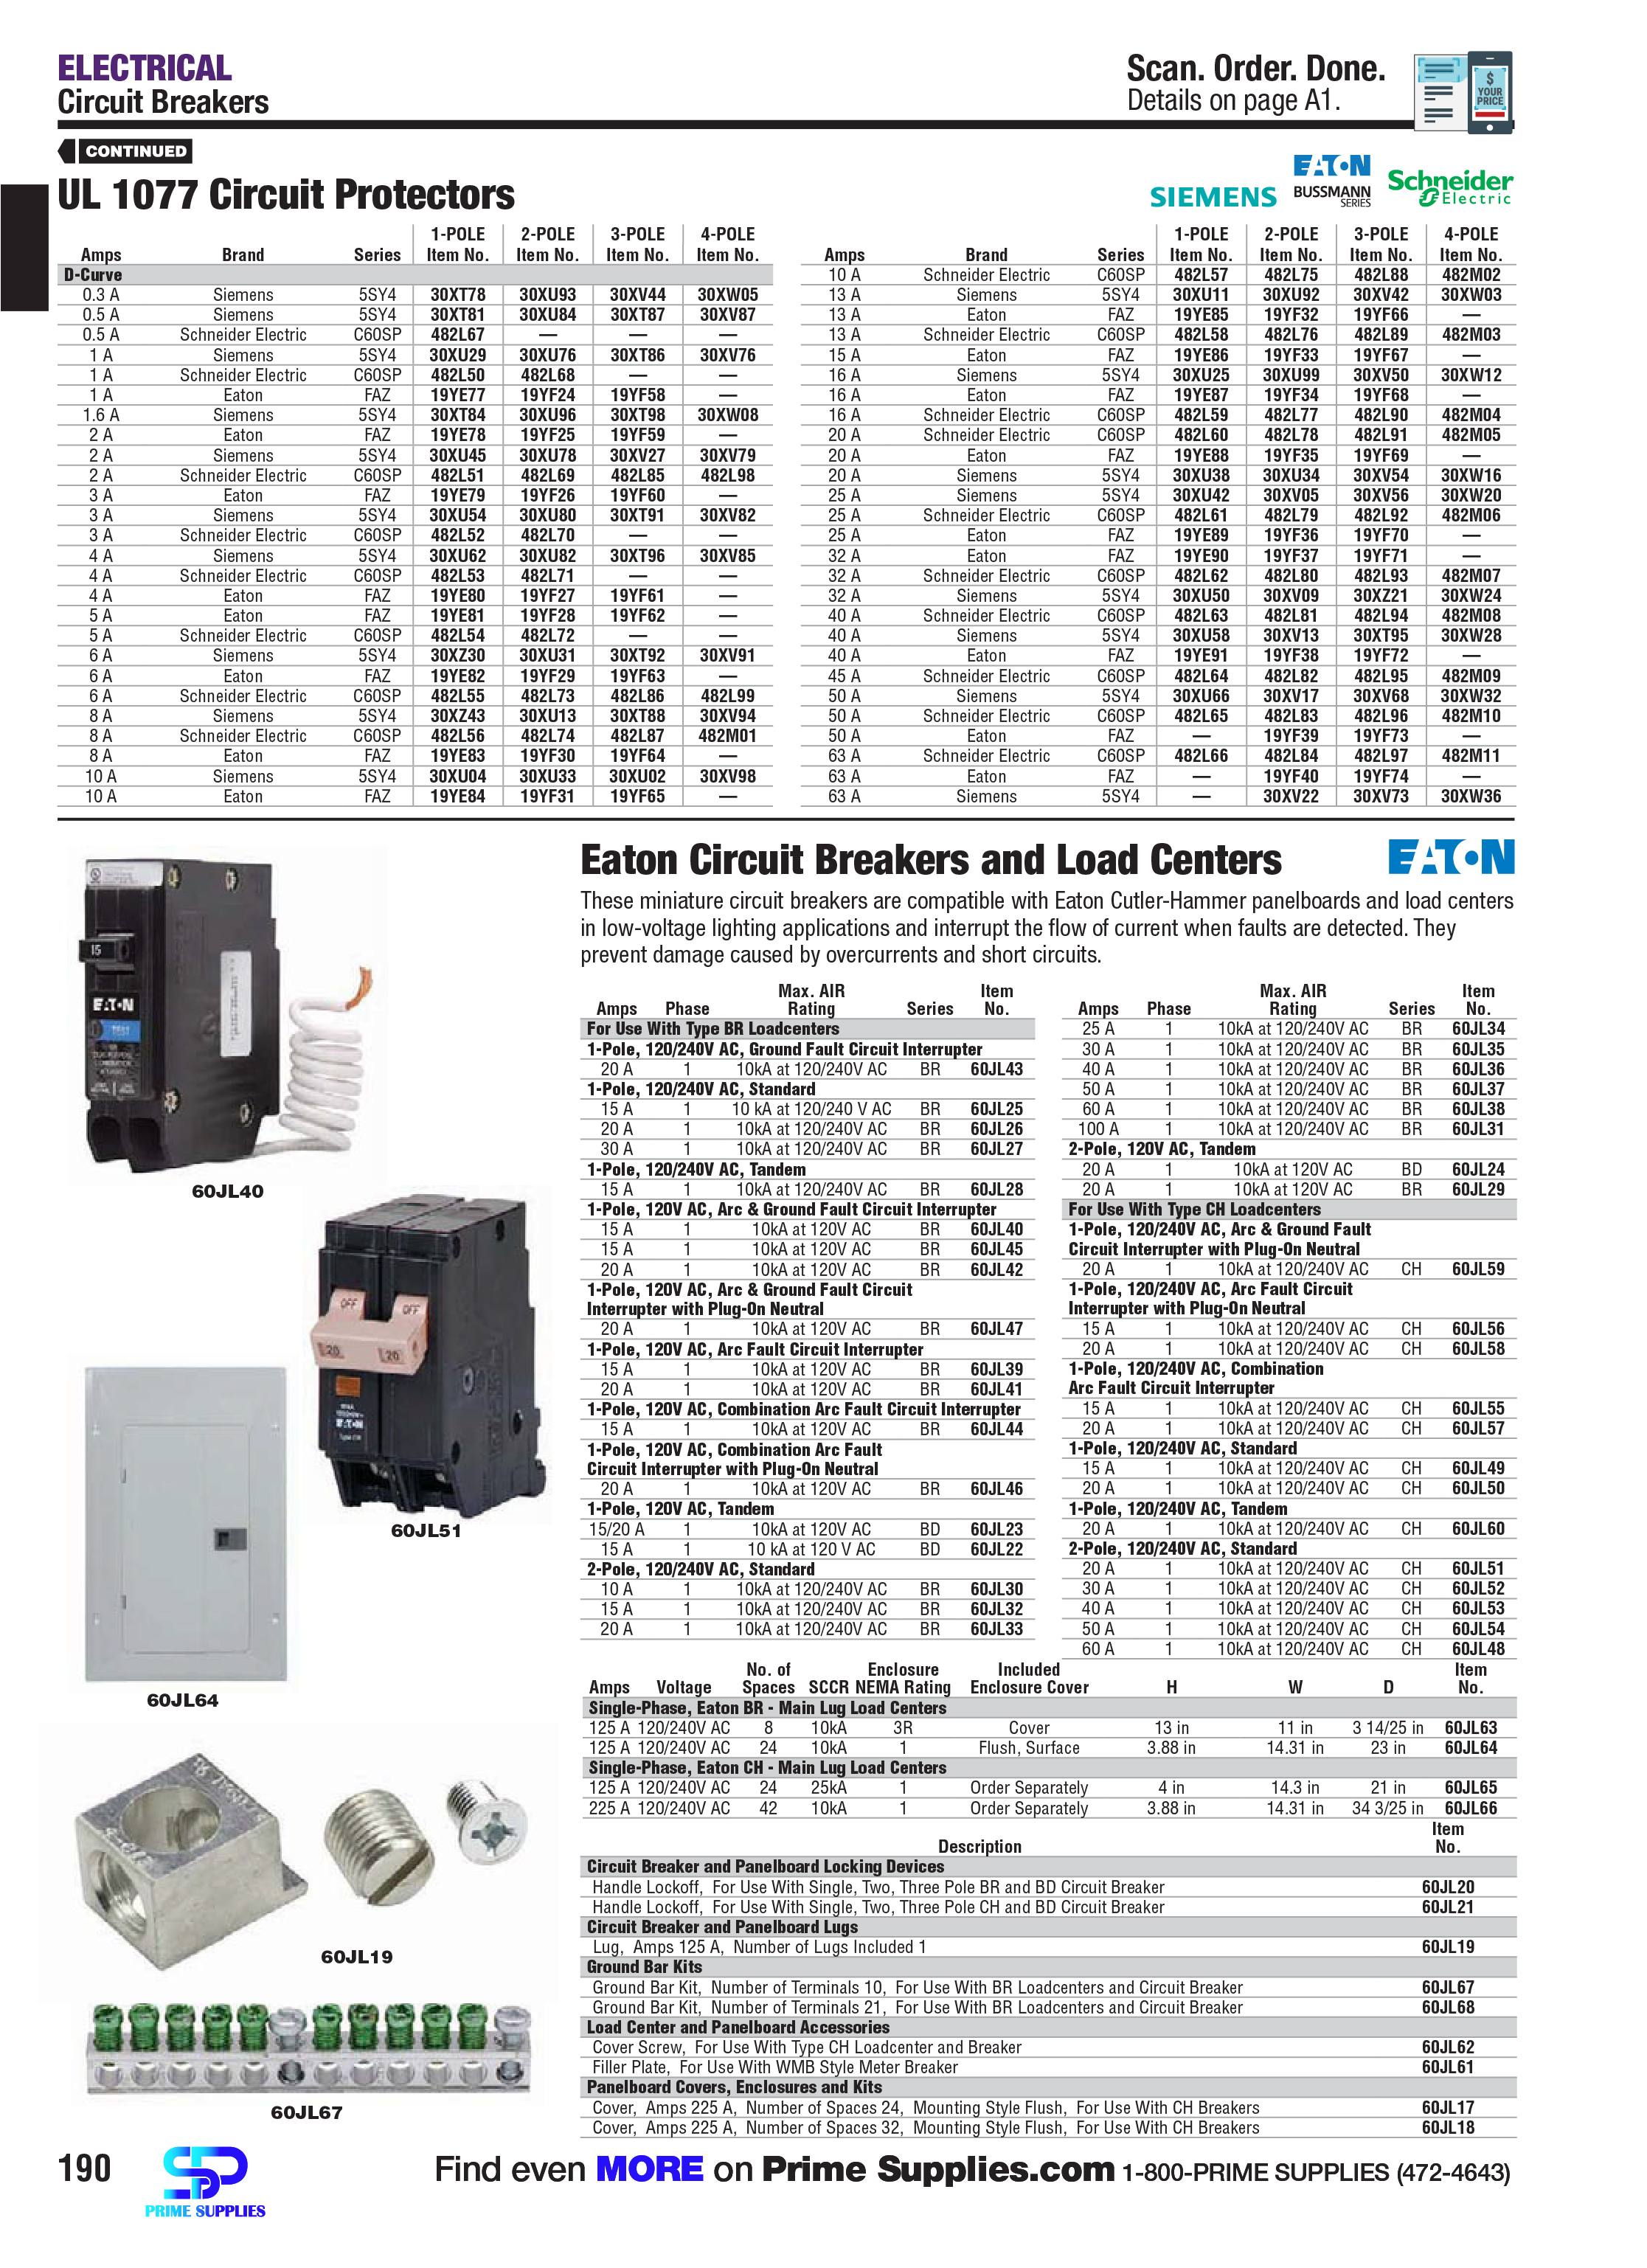 ELECTRICAL
Circuit Breakers
Scan. Order. Done.
Details on page A1.
$
YOUR
PRICE
CONTINUED
UL 1077 Circuit Protectors
SIEMENS
EATON
BUSSMANN
SERIES
Schneider
Electric
1-POLE 2-POLE 3-POLE 4-POLE
Amps Brand Series Item No. Item No. Item No. Item No.
D-Curve
0.3 A Siemens 5SY4 30XT78 30XU93 30XV44 30XW05
0.5 A Siemens 5SY4 30XT81 30XU84 30XT87 30XV87
0.5 A Schneider Electric C60SP 482L67 — — —
1 A Siemens 5SY4 30XU29 30XU76 30XT86 30XV76
1 A Schneider Electric C60SP 482L50 482L68 — —
1 A Eaton FAZ 19YE77 19YF24 19YF58 —
1.6 A Siemens 5SY4 30XT84 30XU96 30XT98 30XW08
2 A Eaton FAZ 19YE78 19YF25 19YF59 —
2 A Siemens 5SY4 30XU45 30XU78 30XV27 30XV79
2 A Schneider Electric C60SP 482L51 482L69 482L85 482L98
3 A Eaton FAZ 19YE79 19YF26 19YF60 —
3 A Siemens 5SY4 30XU54 30XU80 30XT91 30XV82
3 A Schneider Electric C60SP 482L52 482L70 — —
4 A Siemens 5SY4 30XU62 30XU82 30XT96 30XV85
4 A Schneider Electric C60SP 482L53 482L71 — —
4 A Eaton FAZ 19YE80 19YF27 19YF61 —
5 A Eaton FAZ 19YE81 19YF28 19YF62 —
5 A Schneider Electric C60SP 482L54 482L72 — —
6 A Siemens 5SY4 30XZ30 30XU31 30XT92 30XV91
6 A Eaton FAZ 19YE82 19YF29 19YF63 —
6 A Schneider Electric C60SP 482L55 482L73 482L86 482L99
8 A Siemens 5SY4 30XZ43 30XU13 30XT88 30XV94
8 A Schneider Electric C60SP 482L56 482L74 482L87 482M01
8 A Eaton FAZ 19YE83 19YF30 19YF64 —
10 A Siemens 5SY4 30XU04 30XU33 30XU02 30XV98
10 A Eaton FAZ 19YE84 19YF31 19YF65 —
1-POLE 2-POLE 3-POLE 4-POLE
Amps Brand Series Item No. Item No. Item No. Item No.
10 A Schneider Electric C60SP 482L57 482L75 482L88 482M02
13 A Siemens 5SY4 30XU11 30XU92 30XV42 30XW03
13 A Eaton FAZ 19YE85 19YF32 19YF66 —
13 A Schneider Electric C60SP 482L58 482L76 482L89 482M03
15 A Eaton FAZ 19YE86 19YF33 19YF67 —
16 A Siemens 5SY4 30XU25 30XU99 30XV50 30XW12
16 A Eaton FAZ 19YE87 19YF34 19YF68 —
16 A Schneider Electric C60SP 482L59 482L77 482L90 482M04
20 A Schneider Electric C60SP 482L60 482L78 482L91 482M05
20 A Eaton FAZ 19YE88 19YF35 19YF69 —
20 A Siemens 5SY4 30XU38 30XU34 30XV54 30XW16
25 A Siemens 5SY4 30XU42 30XV05 30XV56 30XW20
25 A Schneider Electric C60SP 482L61 482L79 482L92 482M06
25 A Eaton FAZ 19YE89 19YF36 19YF70 —
32 A Eaton FAZ 19YE90 19YF37 19YF71 —
32 A Schneider Electric C60SP 482L62 482L80 482L93 482M07
32 A Siemens 5SY4 30XU50 30XV09 30XZ21 30XW24
40 A Schneider Electric C60SP 482L63 482L81 482L94 482M08
40 A Siemens 5SY4 30XU58 30XV13 30XT95 30XW28
40 A Eaton FAZ 19YE91 19YF38 19YF72 —
45 A Schneider Electric C60SP 482L64 482L82 482L95 482M09
50 A Siemens 5SY4 30XU66 30XV17 30XV68 30XW32
50 A Schneider Electric C60SP 482L65 482L83 482L96 482M10
50 A Eaton FAZ — 19YF39 19YF73 —
63 A Schneider Electric C60SP 482L66 482L84 482L97 482M11
63 A Eaton FAZ — 19YF40 19YF74 —
63 A Siemens 5SY4 — 30XV22 30XV73 30XW36
15
EATON
60JL40
OFF OFF
20 20
EATON
60JL51
60JL64
60JL19
60JL67
Eaton Circuit Breakers and Load Centers
EATON
These miniature circuit breakers are compatible with Eaton Cutler-Hammer panelboards and load centers
in low-voltage lighting applications and interrupt the flow of current when faults are detected. They
prevent damage caused by overcurrents and short circuits.
Max. AIR Item
Amps Phase Rating Series No.
For Use With Type BR Loadcenters
1-Pole, 120/240V AC, Ground Fault Circuit Interrupter
20 A 1 10kA at 120/240V AC BR 60JL43
1-Pole, 120/240V AC, Standard
15 A 1 10 kA at 120/240 V AC BR 60JL25
20 A 1 10kA at 120/240V AC BR 60JL26
30 A 1 10kA at 120/240V AC BR 60JL27
1-Pole, 120/240V AC, Tandem
15 A 1 10kA at 120/240V AC BR 60JL28
1-Pole, 120V AC, Arc & Ground Fault Circuit Interrupter
15 A 1 10kA at 120V AC BR 60JL40
15 A 1 10kA at 120V AC BR 60JL45
20 A 1 10kA at 120V AC BR 60JL42
1-Pole, 120V AC, Arc & Ground Fault Circuit
Interrupter with Plug-On Neutral
20 A 1 10kA at 120V AC BR 60JL47
1-Pole, 120V AC, Arc Fault Circuit Interrupter
15 A 1 10kA at 120V AC BR 60JL39
20 A 1 10kA at 120V AC BR 60JL41
1-Pole, 120V AC, Combination Arc Fault Circuit Interrupter
15 A 1 10kA at 120V AC BR 60JL44
1-Pole, 120V AC, Combination Arc Fault
Circuit Interrupter with Plug-On Neutral
20 A 1 10kA at 120V AC BR 60JL46
1-Pole, 120V AC, Tandem
15/20 A 1 10kA at 120V AC BD 60JL23
15 A 1 10 kA at 120 V AC BD 60JL22
2-Pole, 120/240V AC, Standard
10 A 1 10kA at 120/240V AC BR 60JL30
15 A 1 10kA at 120/240V AC BR 60JL32
20 A 1 10kA at 120/240V AC BR 60JL33
Max. AIR Item
Amps Phase Rating Series No.
25 A 1 10kA at 120/240V AC BR 60JL34
30 A 1 10kA at 120/240V AC BR 60JL35
40 A 1 10kA at 120/240V AC BR 60JL36
50 A 1 10kA at 120/240V AC BR 60JL37
60 A 1 10kA at 120/240V AC BR 60JL38
100 A 1 10kA at 120/240V AC BR 60JL31
2-Pole, 120V AC, Tandem
20 A 1 10kA at 120V AC BD 60JL24
20 A 1 10kA at 120V AC BR 60JL29
For Use With Type CH Loadcenters
1-Pole, 120/240V AC, Arc & Ground Fault
Circuit Interrupter with Plug-On Neutral
20 A 1 10kA at 120/240V AC CH 60JL59
1-Pole, 120/240V AC, Arc Fault Circuit
Interrupter with Plug-On Neutral
15 A 1 10kA at 120/240V AC CH 60JL56
20 A 1 10kA at 120/240V AC CH 60JL58
1-Pole, 120/240V AC, Combination
Arc Fault Circuit Interrupter
15 A 1 10kA at 120/240V AC CH 60JL55
20 A 1 10kA at 120/240V AC CH 60JL57
1-Pole, 120/240V AC, Standard
15 A 1 10kA at 120/240V AC CH 60JL49
20 A 1 10kA at 120/240V AC CH 60JL50
1-Pole, 120/240V AC, Tandem
20 A 1 10kA at 120/240V AC CH 60JL60
2-Pole, 120/240V AC, Standard
20 A 1 10kA at 120/240V AC CH 60JL51
30 A 1 10kA at 120/240V AC CH 60JL52
40 A 1 10kA at 120/240V AC CH 60JL53
50 A 1 10kA at 120/240V AC CH 60JL54
60 A 1 10kA at 120/240V AC CH 60JL48
No. of Enclosure Included Item
Amps Voltage Spaces SCCR NEMA Rating Enclosure Cover H W D No.
Single-Phase, Eaton BR - Main Lug Load Centers
125 A 120/240V AC 8 10kA 3R Cover 13 in 11 in 3 14/25 in 60JL63
125 A 120/240V AC 24 10kA 1 Flush, Surface 3.88 in 14.31 in 23 in 60JL64
Single-Phase, Eaton CH - Main Lug Load Centers
125 A 120/240V AC 24 25kA 1 Order Separately 4 in 14.3 in 21 in 60JL65
225 A 120/240V AC 42 10kA 1 Order Separately 3.88 in 14.31 in 34 3/25 in 60JL66
Item
Description No.
Circuit Breaker and Panelboard Locking Devices
Handle Lockoff, For Use With Single, Two, Three Pole BR and BD Circuit Breaker 60JL20
Handle Lockoff, For Use With Single, Two, Three Pole CH and BD Circuit Breaker 60JL21
Circuit Breaker and Panelboard Lugs
Lug, Amps 125 A, Number of Lugs Included 1 60JL19
Ground Bar Kits
Ground Bar Kit, Number of Terminals 10, For Use With BR Loadcenters and Circuit Breaker 60JL67
Ground Bar Kit, Number of Terminals 21, For Use With BR Loadcenters and Circuit Breaker 60JL68
Load Center and Panelboard Accessories
Cover Screw, For Use With Type CH Loadcenter and Breaker 60JL62
Filler Plate, For Use With WMB Style Meter Breaker 60JL61
Panelboard Covers, Enclosures and Kits
Cover, Amps 225 A, Number of Spaces 24, Mounting Style Flush, For Use With CH Breakers 60JL17
Cover, Amps 225 A, Number of Spaces 32, Mounting Style Flush, For Use With CH Breakers 60JL18
190
PRIME SUPPLIES
Find even MORE on Prime Supplies.com 1-800-PRIME SUPPLIES (472-4643)